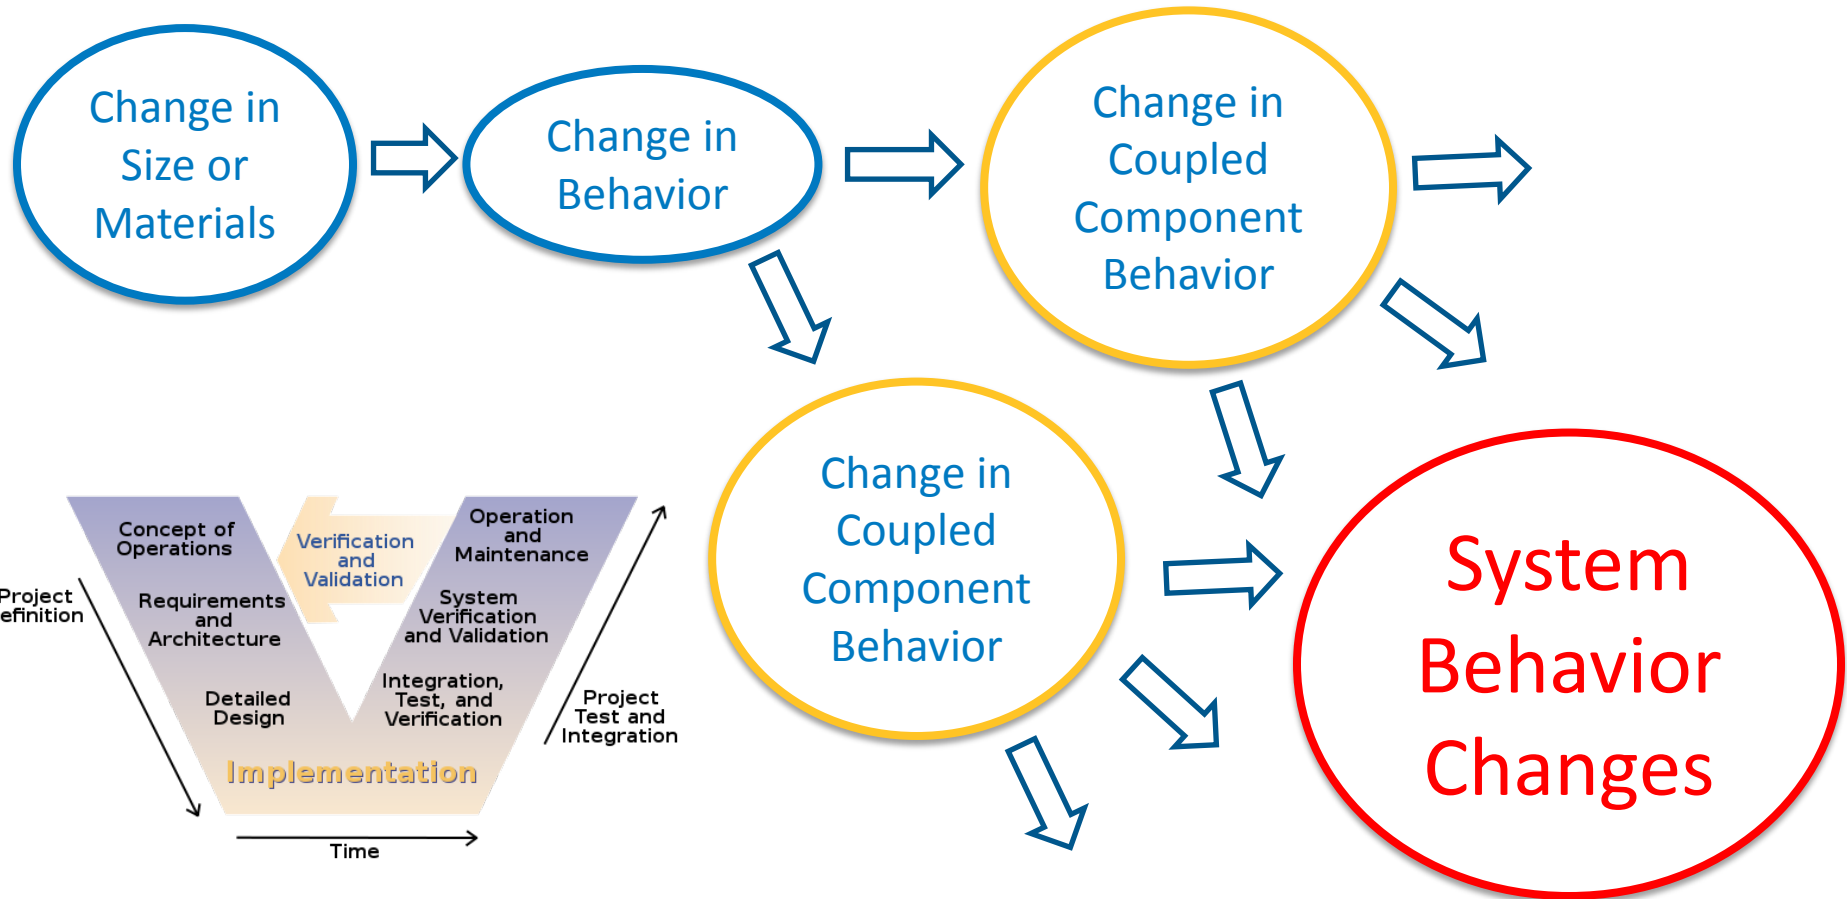 Change in
Size or
Materials
Change in
Behavior
Change in
Coupled
Component
Behavior
Change in
Coupled
Component
Behavior
System
Behavior
Changes
Concept of
Operations
Verification
and
Validation
Operation
and
Maintenance
Project
efinition
Requirements
and
Architecture
System
Verification
and Validation
Detailed
Design
Integration,
Test, and
Verification
Project
Test and
Integration
Implementation
Time